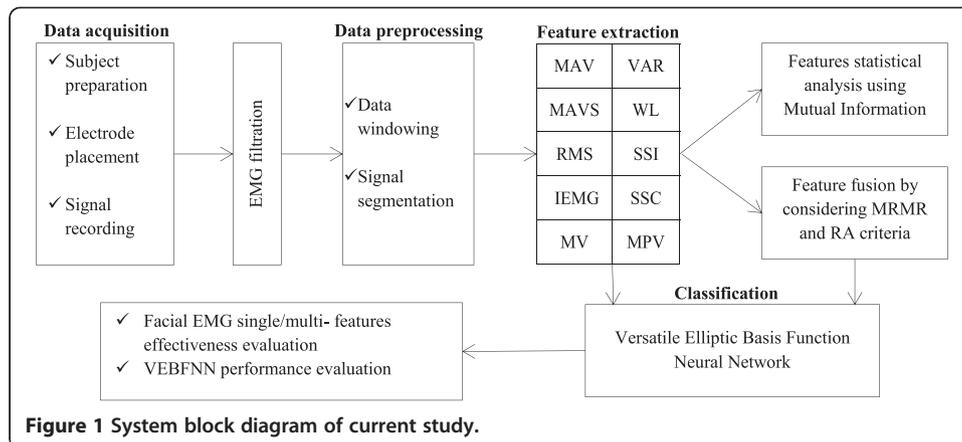 Data acquisition
✓ Subject
preparation
✓ Electrode
placement
✓ Signal
recording
EMG filtration
Data preprocessing
✓Data
windowing
✓Signal
segmentation
Feature extraction
MAV VAR
MAVS WL
RMS SSI
IEMG SSC
MV MPV
Features statistical
analysis using
Mutual Information
Feature fusion by
considering MRMR
and RA criteria
Classification
Versatile Elliptic Basis Function
Neural Network
✓ Facial EMG single/multi- features
effectiveness evaluation
✓ VEBFNN performance evaluation
Figure 1 System block diagram of current study.